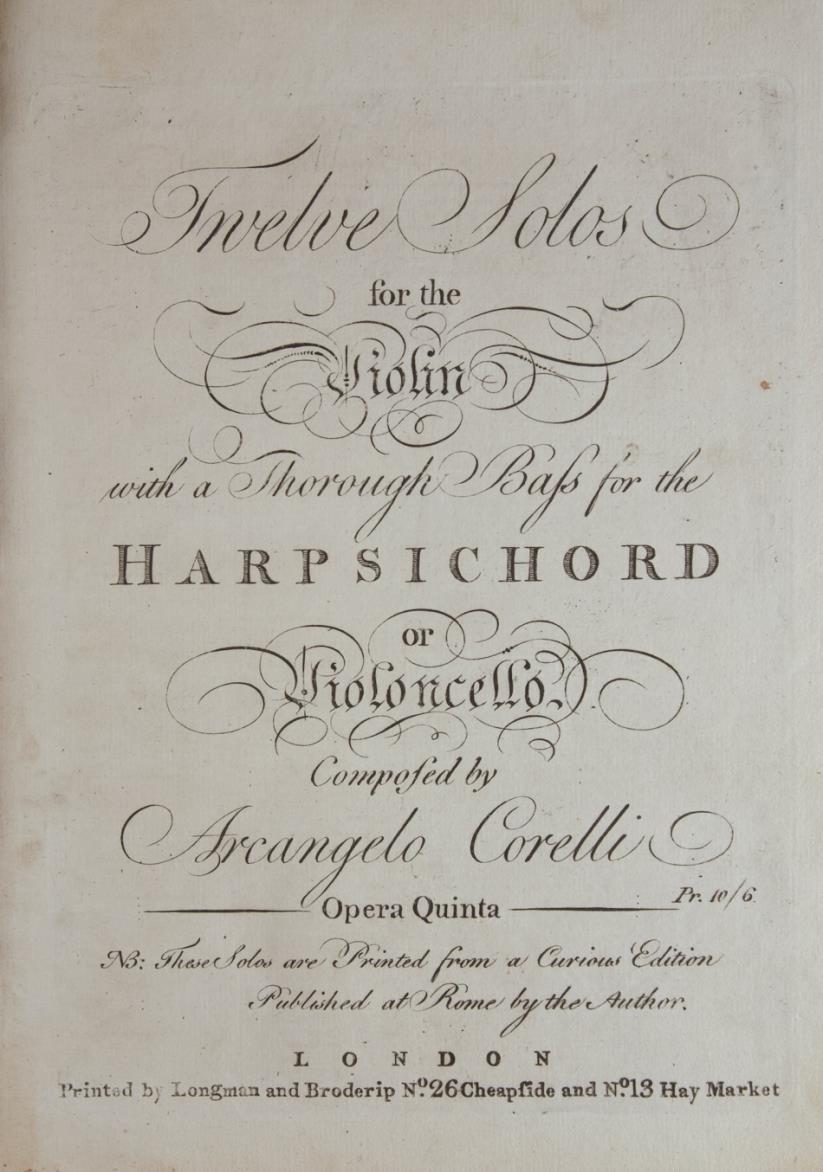 Twelve Solos
for the
Violin
with a Thorough Baſs for the
HARPSICHORD
or
Violoncello.
Compoſed by
Arcangelo Corelli
Opera Quinta
Pr. 10/6
NB: These Solos are Printed from a Curious Edition
Published at Rome by the Author.
LONDON
Printed by Longman and Broderip No. 26 Cheapſide and No. 13 Hay Market